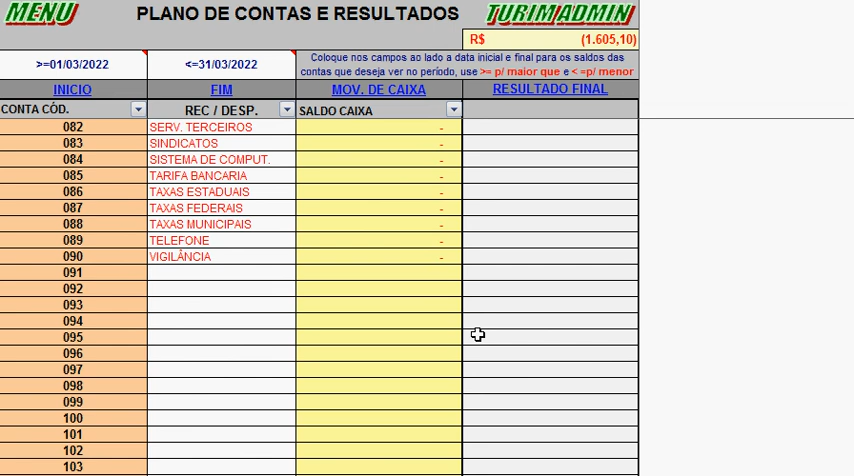 MENU PLANO DE CONTAS E RESULTADOS TURIM ADMIN
R$ (1.605,10)
>=01/03/2022 <=31/03/2022 Coloque nos campos ao lado a data inicial e final para os saldos das
contas que deseja ver no período, use >= p/ maior que e < =p/ menor
INICIO FIM MOV. DE CAIXA RESULTADO FINAL
CONTA CÓD. REC / DESP. SALDO CAIXA
082 SERV. TERCEIROS -
083 SINDICATOS -
084 SISTEMA DE COMPUT. -
085 TARIFA BANCARIA -
086 TAXAS ESTADUAIS -
087 TAXAS FEDERAIS -
088 TAXAS MUNICIPAIS -
089 TELEFONE -
090 VIGILÂNCIA -
091
092
093
094
095
096
097
098
099
100
101
102
103